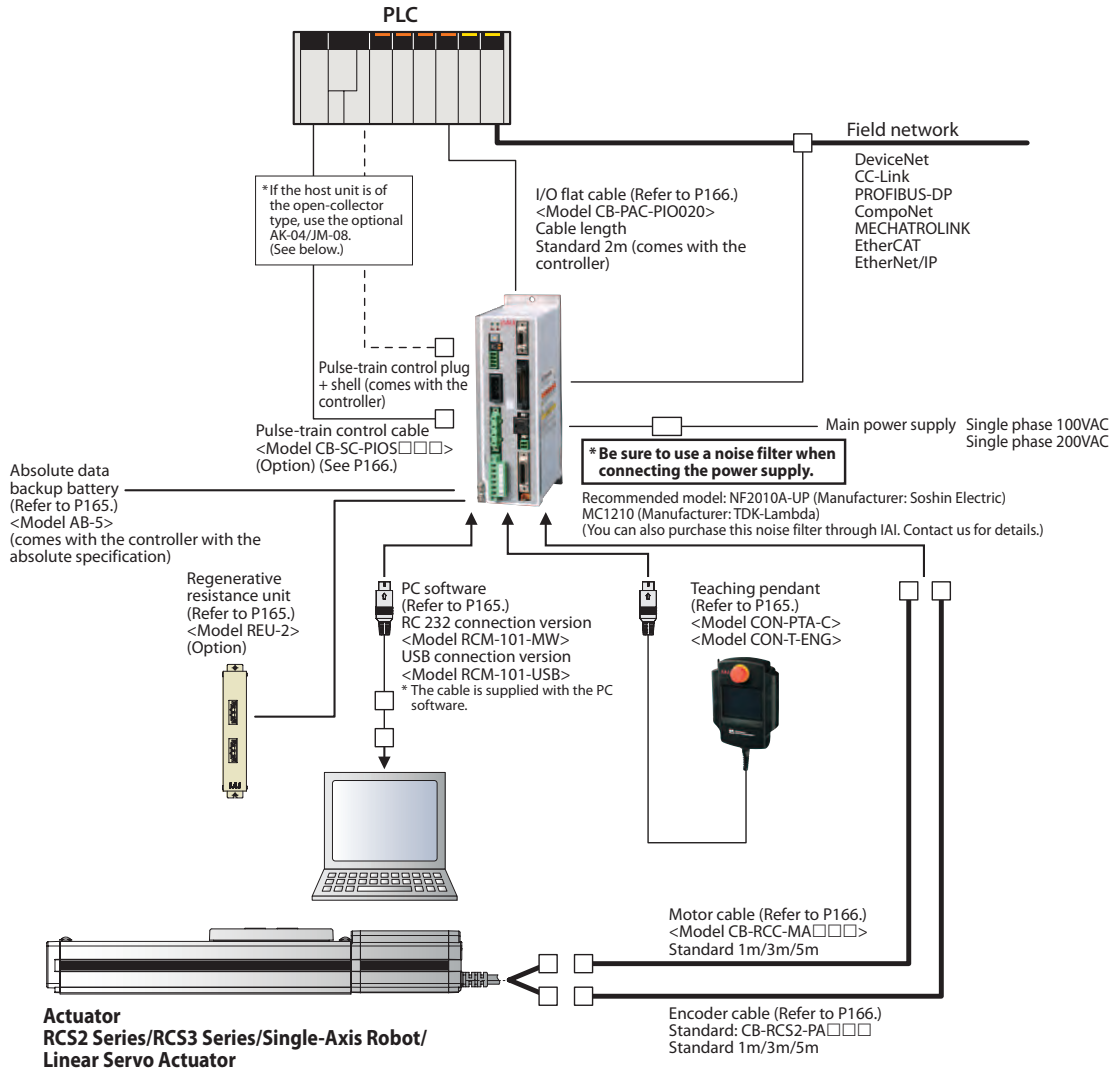 PLC
Field network
DeviceNet
CC-Link
PROFIBUS-DP
CompoNet
MECHATROLINK
EtherCAT
EtherNet/IP
* If the host unit is of
the open-collector
type, use the optional
AK-04/JM-08.
(See below.)
I/O flat cable (Refer to P166.)
<Model CB-PAC-PIO020>
Cable length
Standard 2m (comes with the
controller)
Pulse-train control plug
+ shell (comes with the
controller)
Pulse-train control cable
<Model CB-SC-PIOS□□□>
(Option) (See P166.)
Main power supply Single phase 100VAC
Single phase 200VAC
* Be sure to use a noise filter when
connecting the power supply.
Recommended model: NF2010A-UP (Manufacturer: Soshin Electric)
MC1210 (Manufacturer: TDK-Lambda)
(You can also purchase this noise filter through IAI. Contact us for details.)
Absolute data
backup battery
(Refer to P165.)
<Model AB-5>
(comes with the controller with the
absolute specification)
Regenerative
resistance unit
(Refer to P165.)
<Model REU-2>
(Option)
PC software
(Refer to P165.)
RC 232 connection version
<Model RCM-101-MW>
USB connection version
<Model RCM-101-USB>
* The cable is supplied with the PC
software.
Teaching pendant
(Refer to P165.)
<Model CON-PTA-C>
<Model CON-T-ENG>
Motor cable (Refer to P166.)
<Model CB-RCC-MA□□□>
Standard 1m/3m/5m
Encoder cable (Refer to P166.)
Standard: CB-RCS2-PA□□□
Standard 1m/3m/5m
Actuator
RCS2 Series/RCS3 Series/Single-Axis Robot/
Linear Servo Actuator